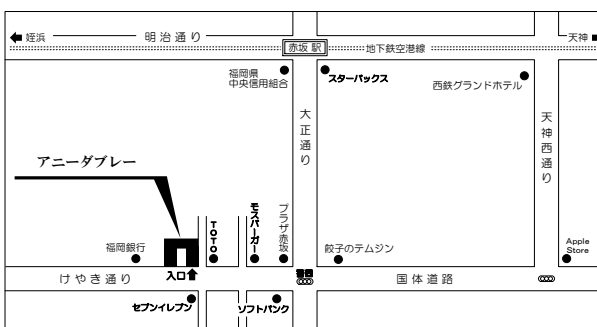 姪浜
明治通り
赤坂 駅
地下鉄空港線
天神
福岡県
中央信用組合
スターバックス
西鉄グランドホテル
大正通り
天神西通り
アニーダブレー
TOTO
モスバーガー
プラザ赤坂
福岡銀行
餃子のテムジン
Apple
Store
けやき通り
入口
国体道路
セブンイレブン
ソフトバンク